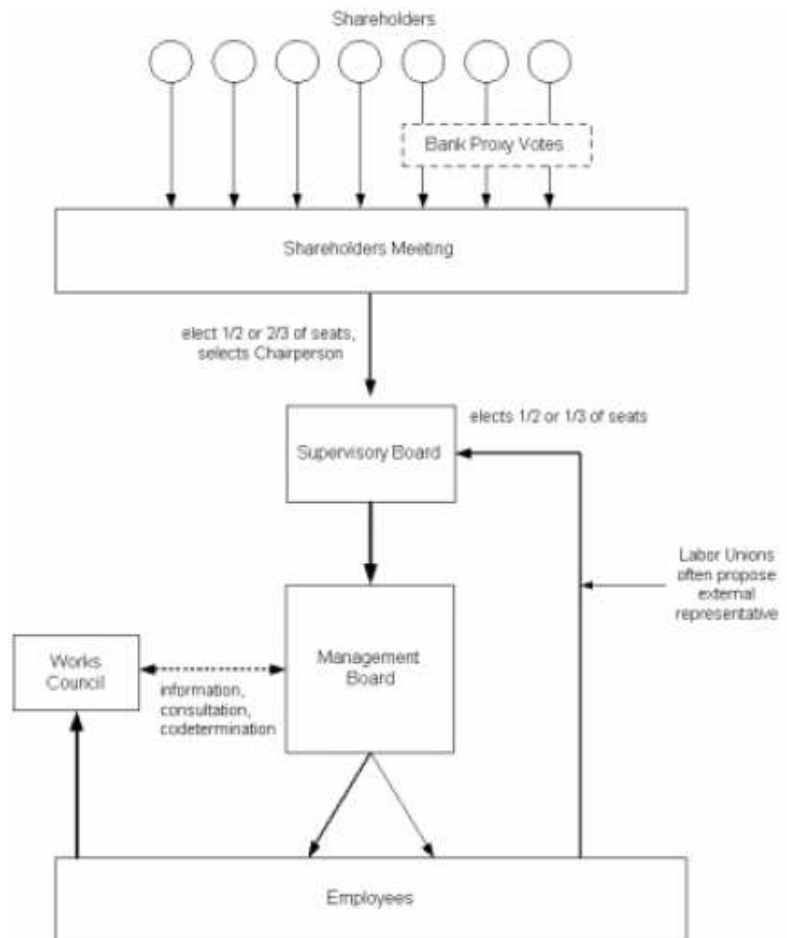 Shareholders
Bank Proxy Votes
Shareholders Meeting
elect 1/2 or 2/3 of seats,
selects Chairperson
elects 1/2 or 1/3 of seats
Supervisory Board
Labor Unions
often propose
external
representative
Works
Council
Management
Board
information,
consultation,
codetermination
Employees